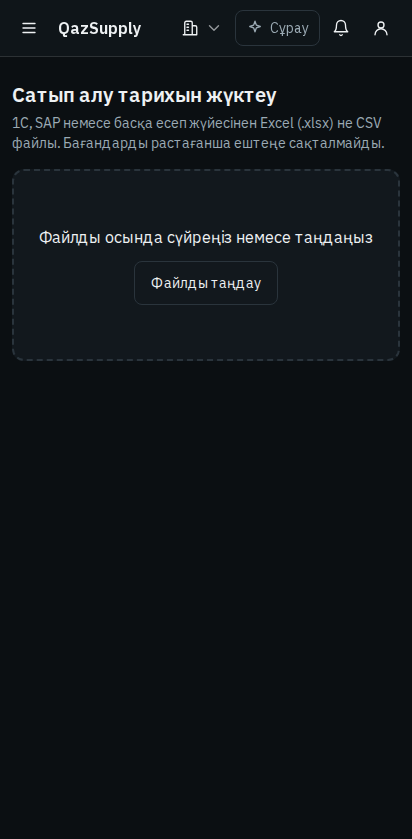 QazSupply
Сұрау
Сатып алу тарихын жүктеу
1С, SAP немесе басқа есеп жүйесінен Excel (.xlsx) не CSV
файлы. Бағандарды растағанша ештеңе сақталмайды.
Файлды осында сүйреңіз немесе таңдаңыз
Файлды таңдау